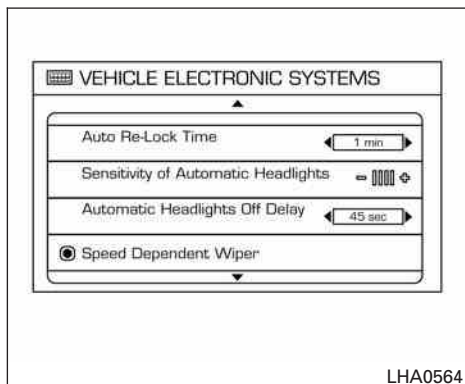 VEHICLE ELECTRONIC SYSTEMS
Auto Re-Lock Time 1 min
Sensitivity of Automatic Headlights
Automatic Headlights Off Delay 45 sec
Speed Dependent Wiper
LHA0564